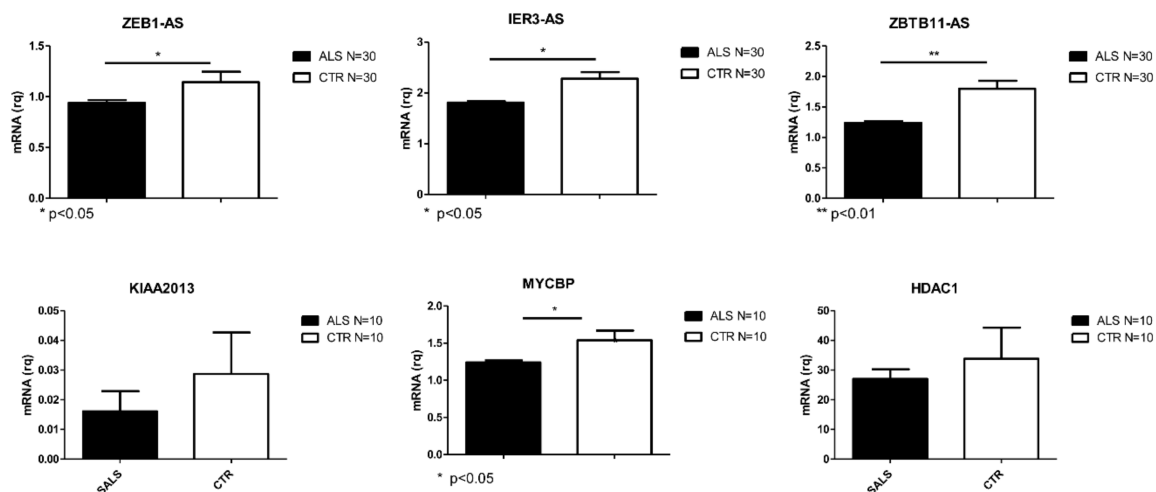 ZEB1-AS
mRNA (rq)
1.5
1.0
0.5
0.0
*
ALS N=30
CTR N=30
* p<0.05
IER3-AS
mRNA (rq)
3
2
1
0
*
ALS N=30
CTR N=30
* p<0.05
ZBTB11-AS
mRNA (rq)
2.5
2.0
1.5
1.0
0.5
0.0
**
ALS N=30
CTR N=30
** p<0.01
KIAA2013
mRNA (rq)
0.05
0.04
0.03
0.02
0.01
0.00
ALS N=10
CTR N=10
SALS
CTR
MYCBP
mRNA (rq)
2.0
1.5
1.0
0.5
0.0
*
ALS N=10
CTR N=10
* p<0.05
HDAC1
mRNA (rq)
50
40
30
20
10
0
ALS N=10
CTR N=10
SALS
CTR